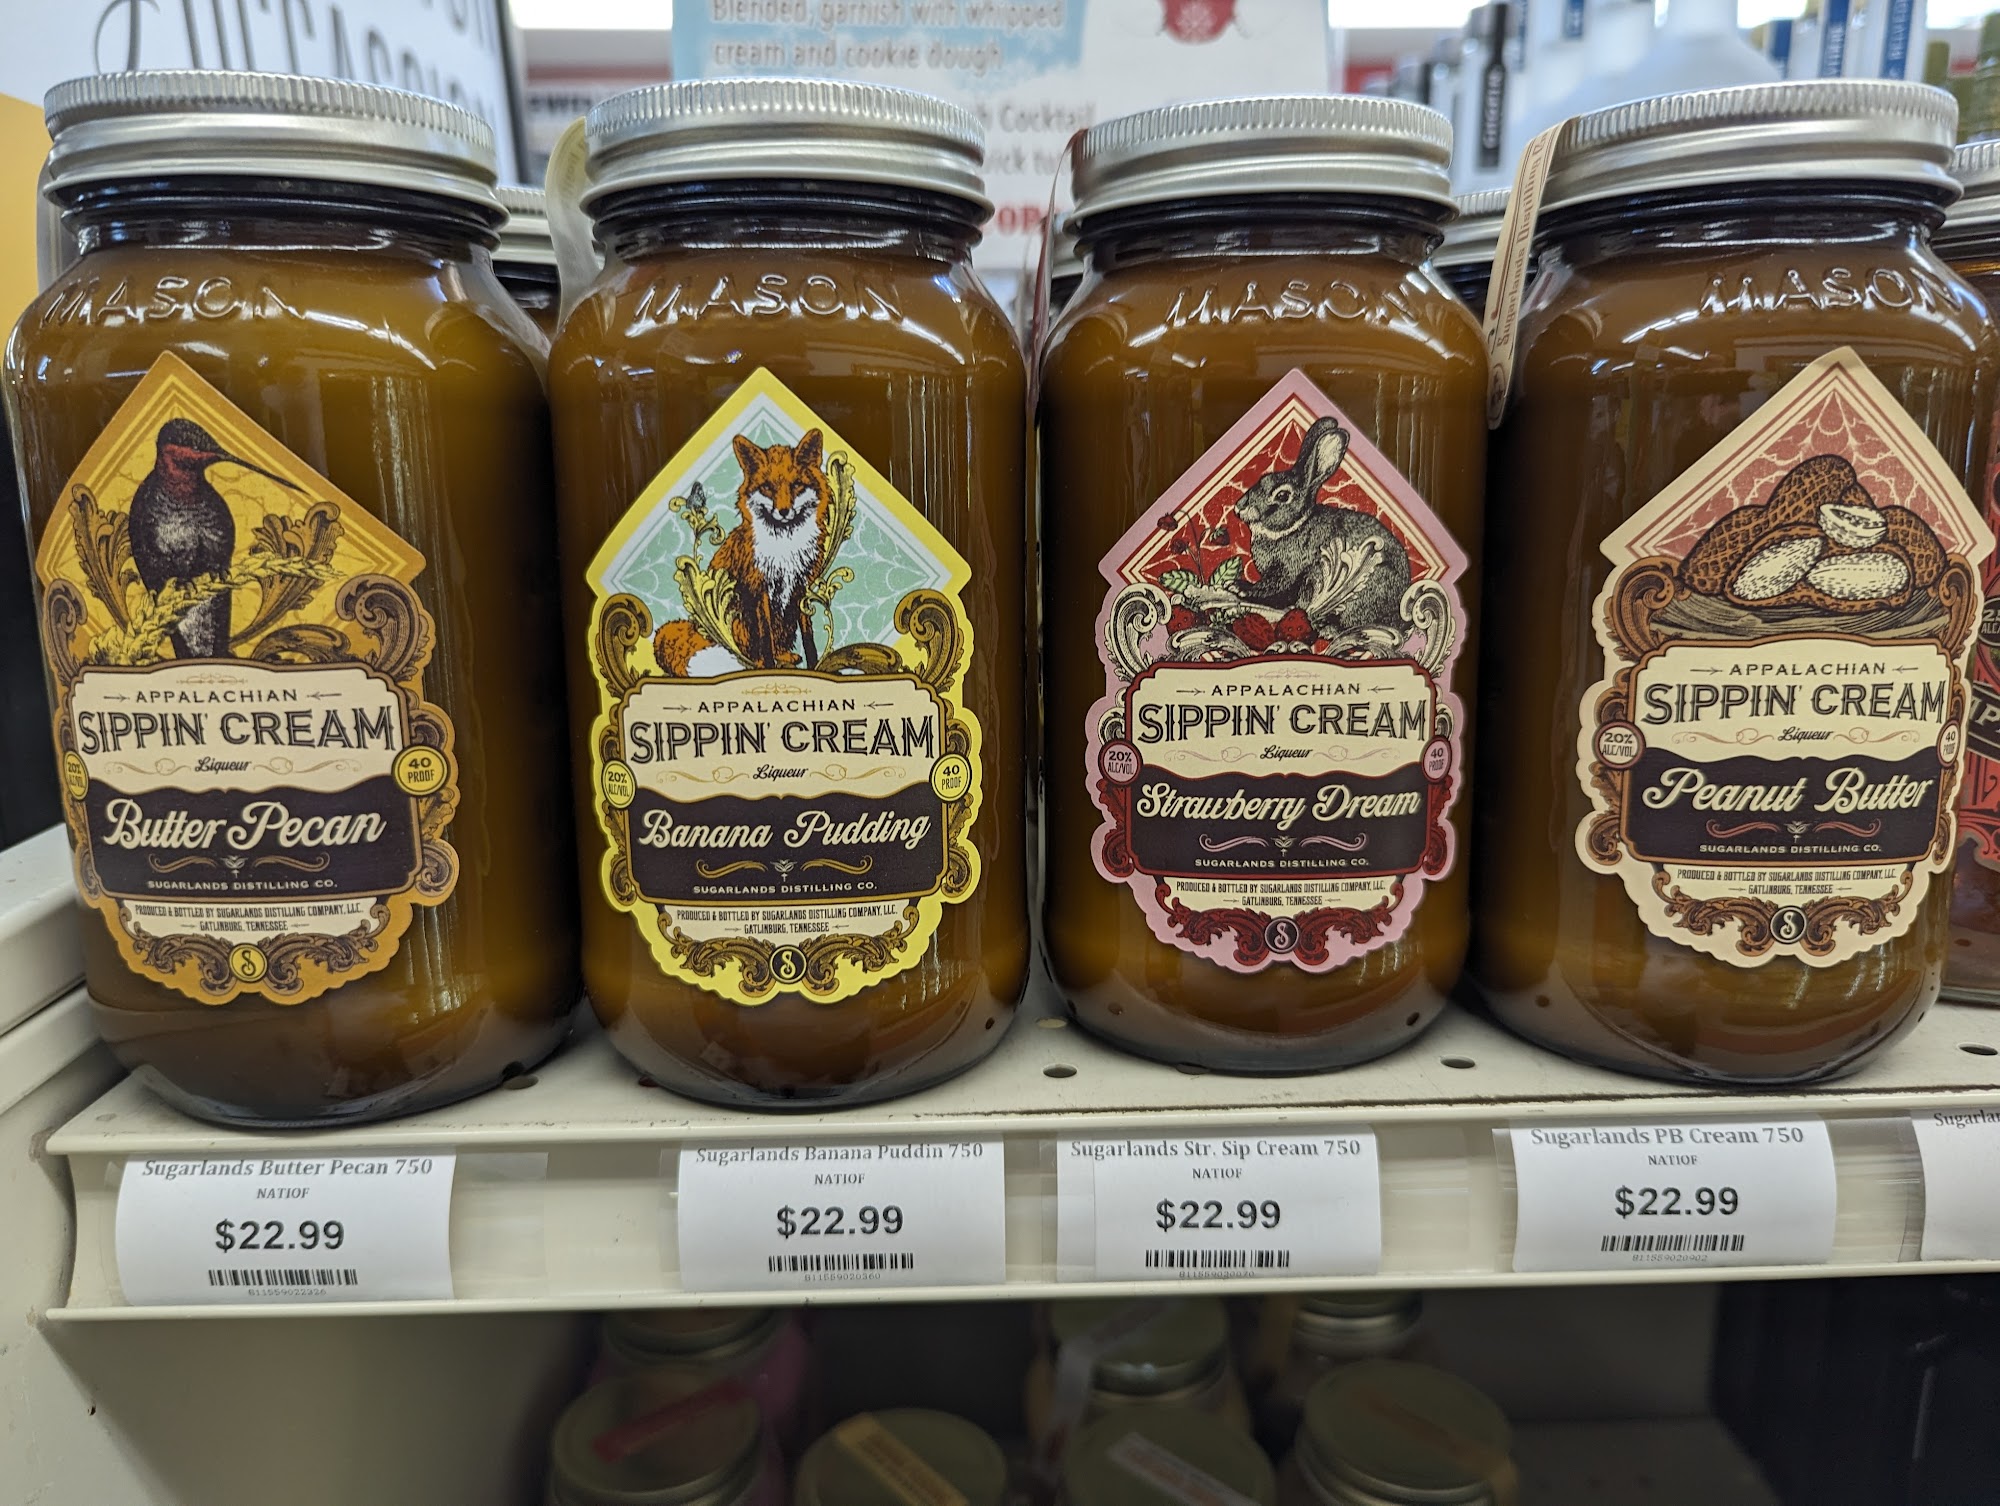 Blended, garnish with whipped
cream and cookie dough
Cocktail
MASON
MASON
MASON
MASON
Sugarlands Distilling
APPALACHIAN
SIPPIN' CREAM
Liqueur
20%
ALC/VOL
40
PROOF
Butter Pecan
SUGARLANDS DISTILLING CO.
PRODUCED & BOTTLED BY SUGARLANDS DISTILLING COMPANY, LLC.
GATLINBURG, TENNESSEE
S
APPALACHIAN
SIPPIN' CREAM
Liqueur
20%
ALC/VOL
40
PROOF
Banana Pudding
SUGARLANDS DISTILLING CO.
PRODUCED & BOTTLED BY SUGARLANDS DISTILLING COMPANY, LLC.
GATLINBURG, TENNESSEE
S
APPALACHIAN
SIPPIN' CREAM
Liqueur
20%
ALC/VOL
40
PROOF
Strawberry Dream
SUGARLANDS DISTILLING CO.
PRODUCED & BOTTLED BY SUGARLANDS DISTILLING COMPANY, LLC.
GATLINBURG, TENNESSEE
S
APPALACHIAN
SIPPIN' CREAM
Liqueur
20%
ALC/VOL
40
PROOF
Peanut Butter
SUGARLANDS DISTILLING CO.
PRODUCED & BOTTLED BY SUGARLANDS DISTILLING COMPANY, LLC.
GATLINBURG, TENNESSEE
S
Sugarlands Butter Pecan 750
NATIOF
$22.99
B11559022326
Sugarlands Banana Puddin 750
NATIOF
$22.99
B11559020360
Sugarlands Str. Sip Cream 750
NATIOF
$22.99
B11559020970
Sugarlands PB Cream 750
NATIOF
$22.99
B11559020902